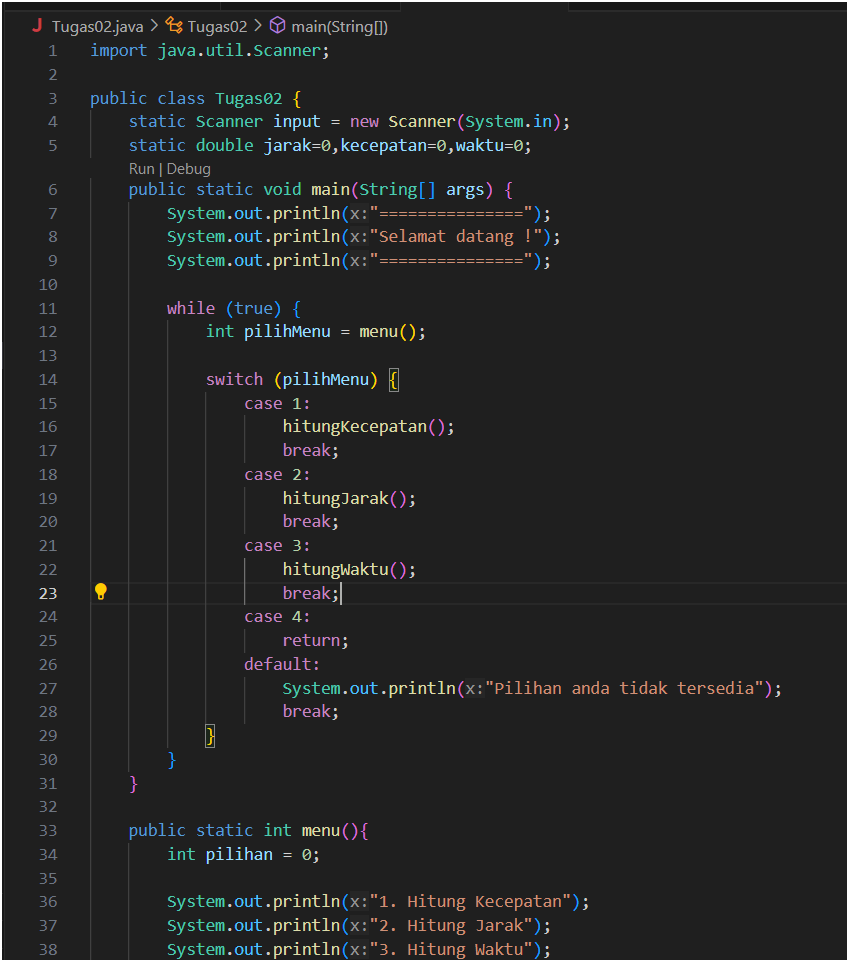 Tugas02.java > Tugas02 > main(String[])
1 import java.util.Scanner;
2
3 public class Tugas02 {
4 static Scanner input = new Scanner(System.in);
5 static double jarak=0,kecepatan=0,waktu=0;
Run | Debug
6 public static void main(String[] args) {
7 System.out.println(x:"===============");
8 System.out.println(x:"Selamat datang !");
9 System.out.println(x:"===============");
10
11 while (true) {
12 int pilihMenu = menu();
13
14 switch (pilihMenu) {
15 case 1:
16 hitungKecepatan();
17 break;
18 case 2:
19 hitungJarak();
20 break;
21 case 3:
22 hitungWaktu();
23 break;
24 case 4:
25 return;
26 default:
27 System.out.println(x:"Pilihan anda tidak tersedia");
28 break;
29 }
30 }
31 }
32
33 public static int menu(){
34 int pilihan = 0;
35
36 System.out.println(x:"1. Hitung Kecepatan");
37 System.out.println(x:"2. Hitung Jarak");
38 System.out.println(x:"3. Hitung Waktu");